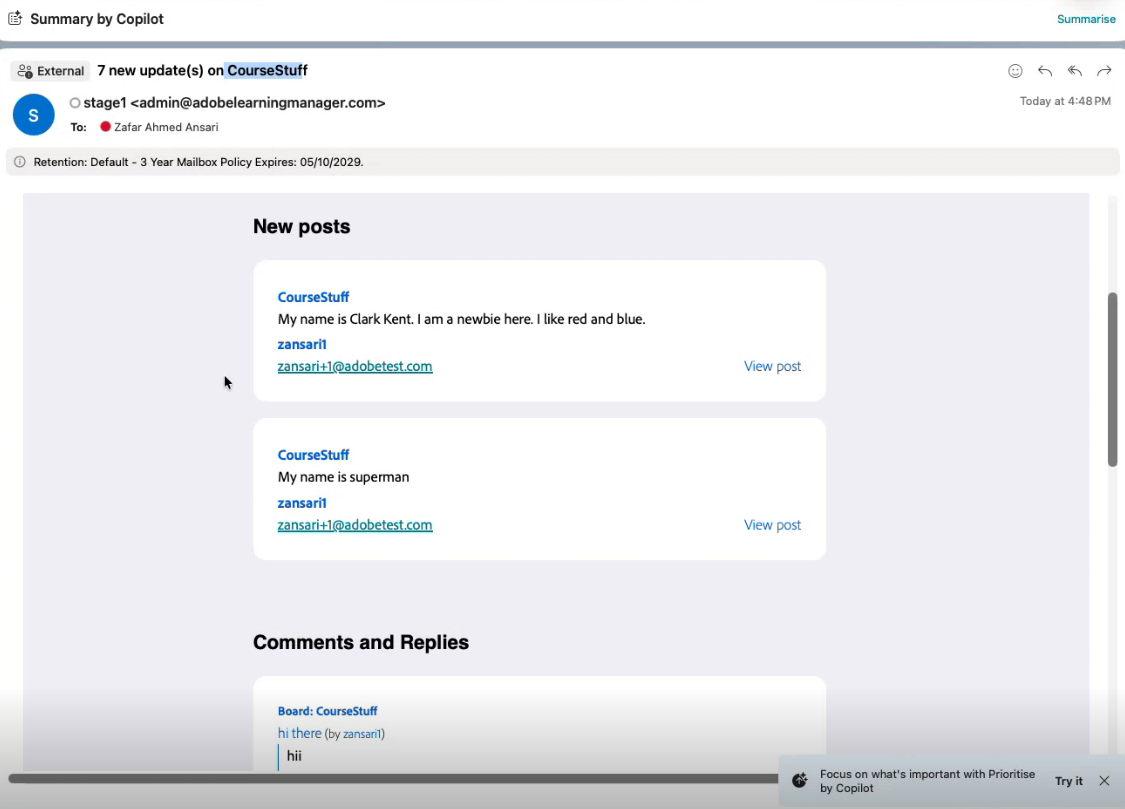 Summary by Copilot
Summarise
External 7 new update(s) on CourseStuff
S
stage1 <admin@adobelearningmanager.com>
Today at 4:48 PM
To: Zafar Ahmed Ansari
Retention: Default - 3 Year Mailbox Policy Expires: 05/10/2029.
New posts
CourseStuff
My name is Clark Kent. I am a newbie here. I like red and blue.
zansari1
zansari+1@adobetest.com
View post
CourseStuff
My name is superman
zansari1
zansari+1@adobetest.com
View post
Comments and Replies
Board: CourseStuff
hi there (by zansari1)
hii
Focus on what's important with Prioritise
by Copilot
Try it